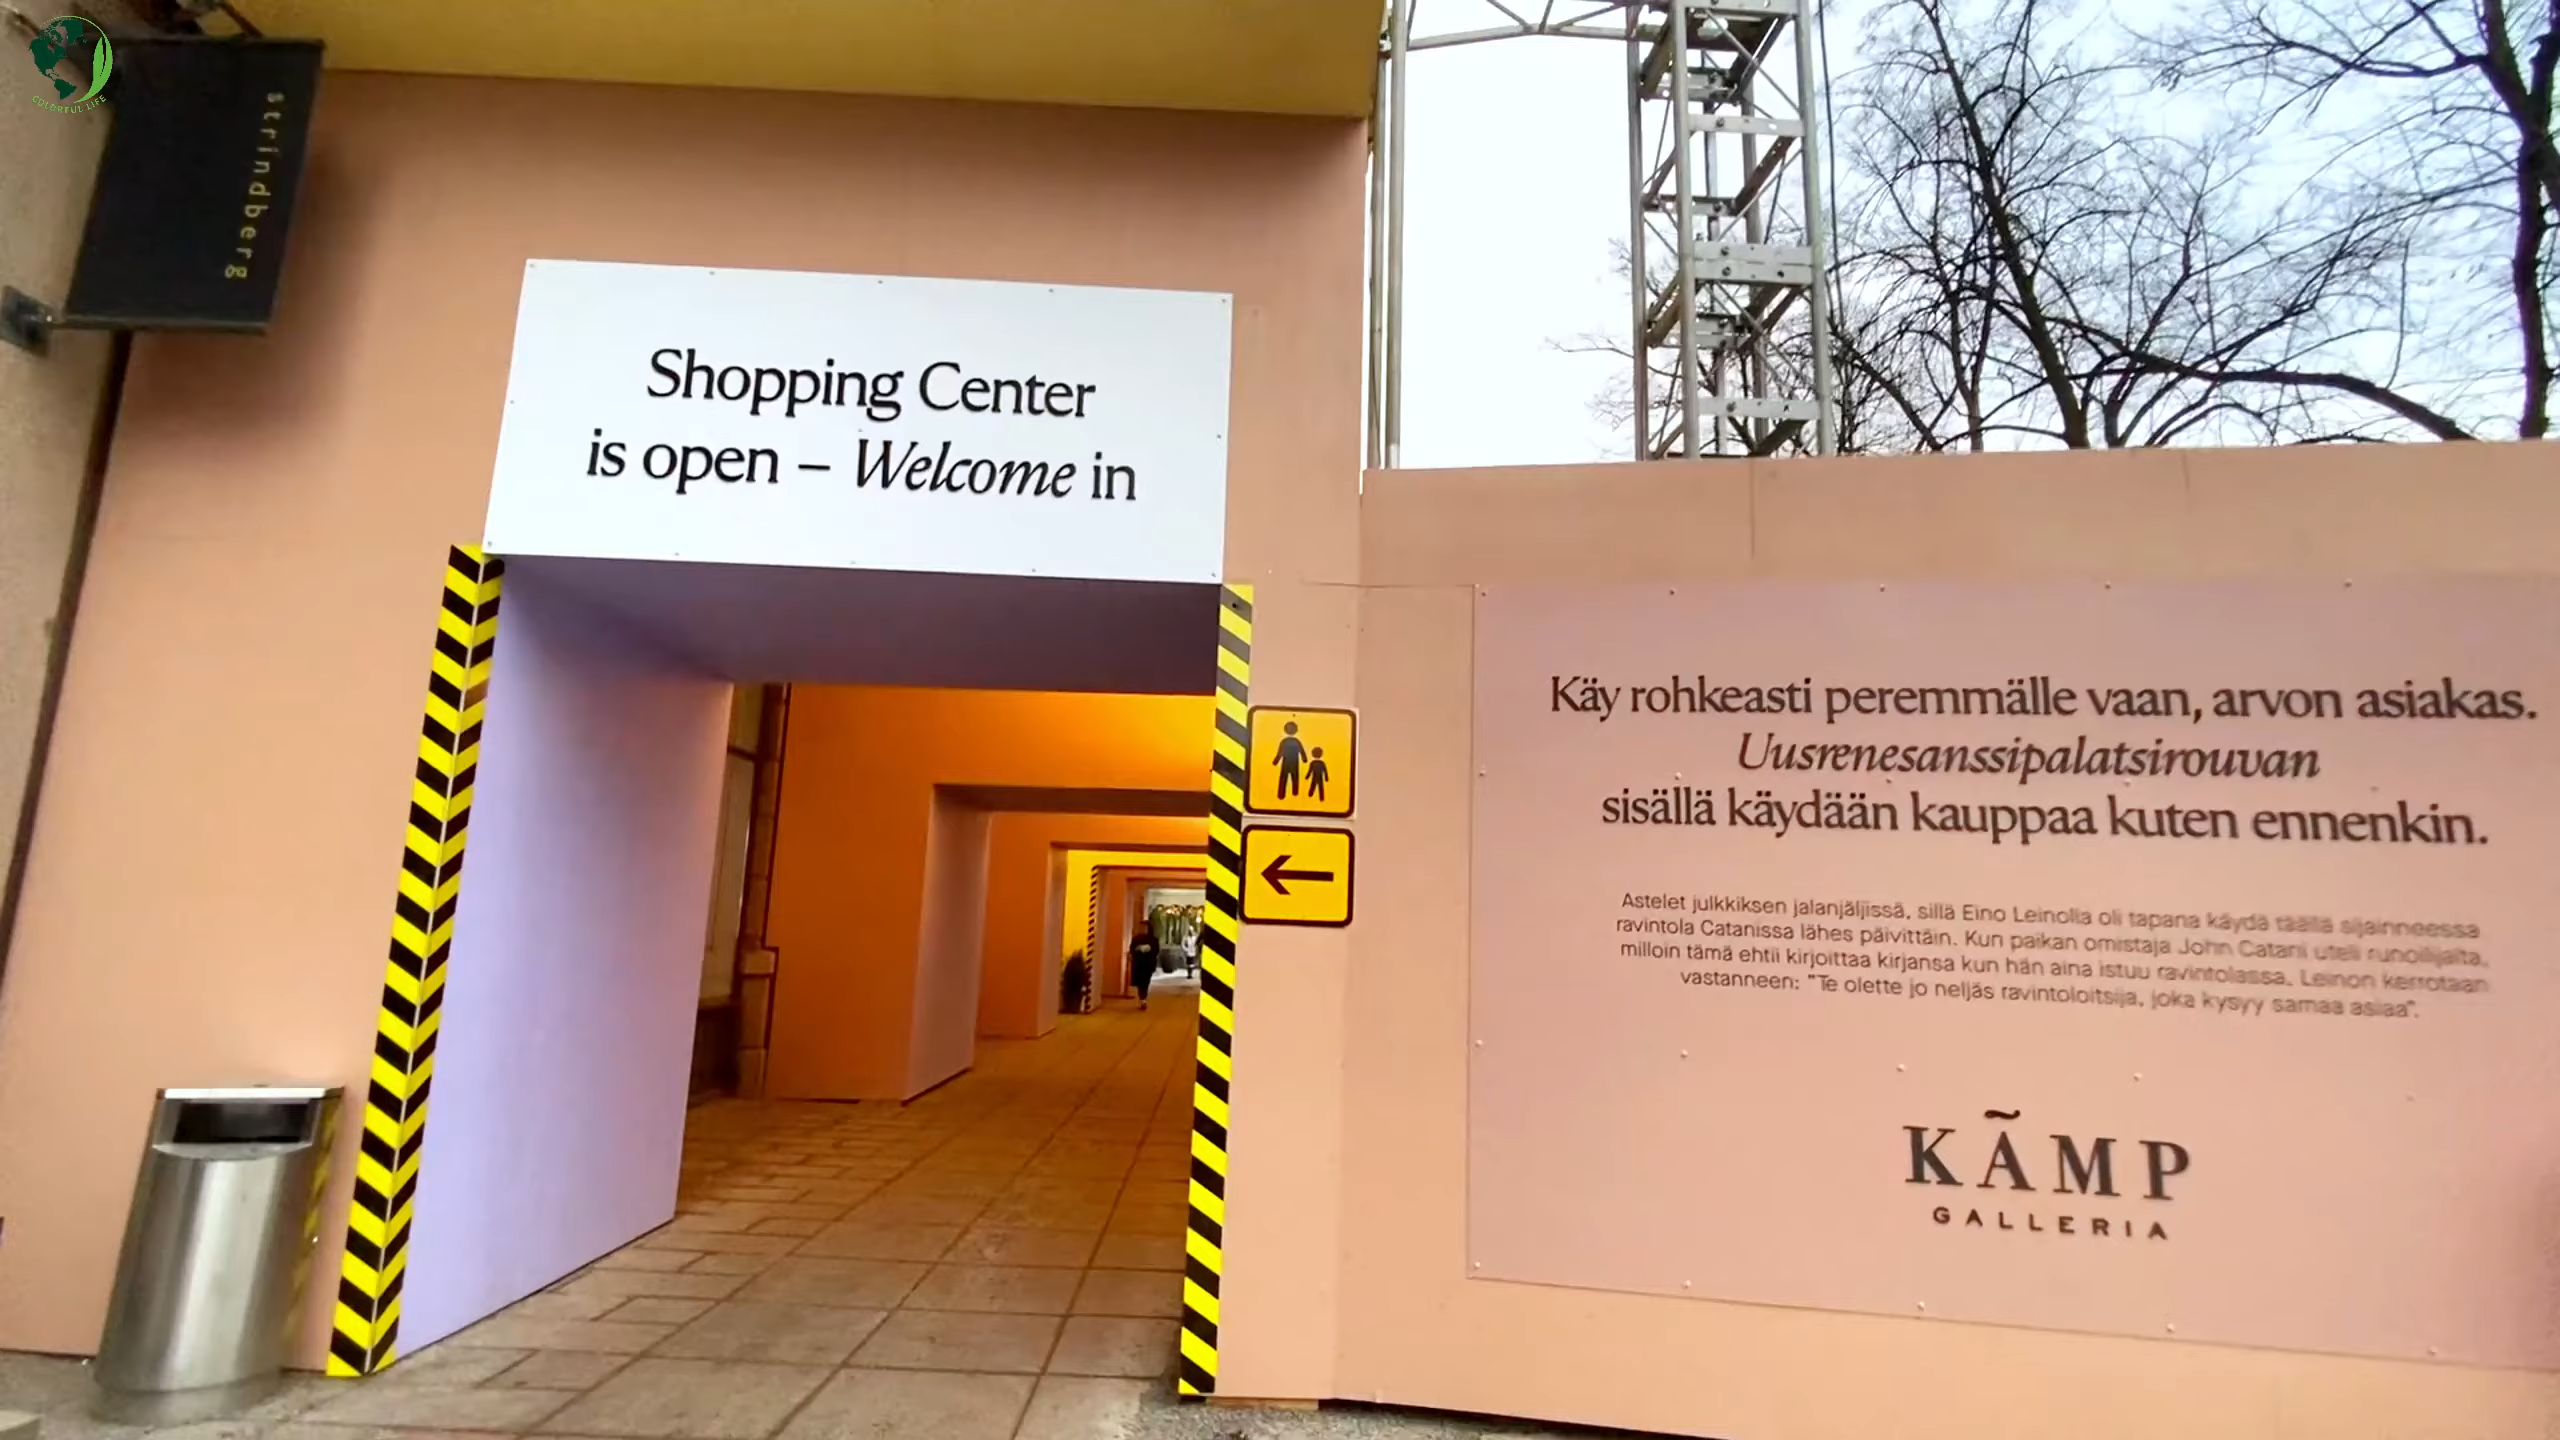 COLORFUL LIFE
strindberg
Shopping Center
is open – Welcome in
Käy rohkeasti peremmälle vaan, arvon asiakas.
Uusrenesanssipalatsirouvan
sisällä käydään kauppaa kuten ennenkin.
Astelet julkkiksen jalanjäljissä, sillä Eino Leinolla oli tapana käydä täällä sijainneessa
ravintola Catanissa lähes päivittäin. Kun paikan omistaja John Catani uteli runoilijalta,
milloin tämä ehtii kirjoittaa kirjansa kun hän aina istuu ravintolassa, Leinon kerrotaan
vastanneen: "Te olette jo neljäs ravintoloitsija, joka kysyy samaa asiaa".
KÃMP
GALLERIA